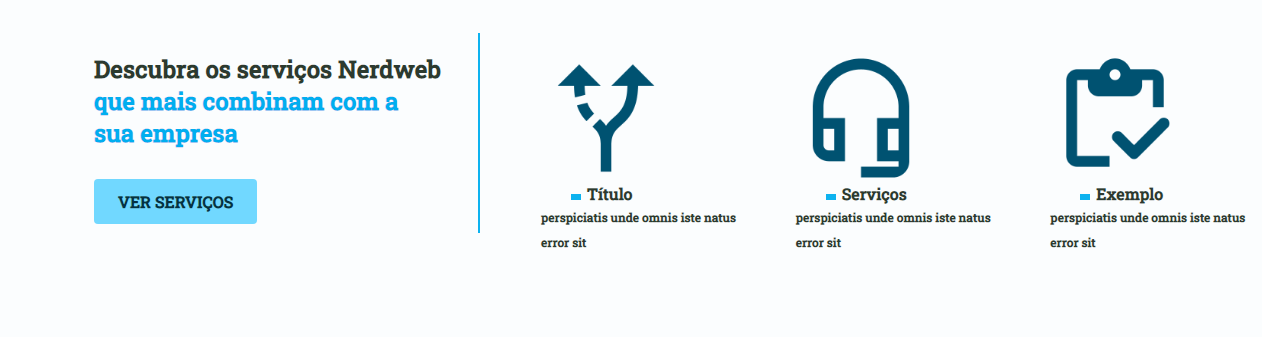 Descubra os serviços Nerdweb
que mais combinam com a
sua empresa
VER SERVIÇOS
Título
perspiciatis unde omnis iste natus
error sit
Serviços
perspiciatis unde omnis iste natus
error sit
Exemplo
perspiciatis unde omnis iste natus
error sit